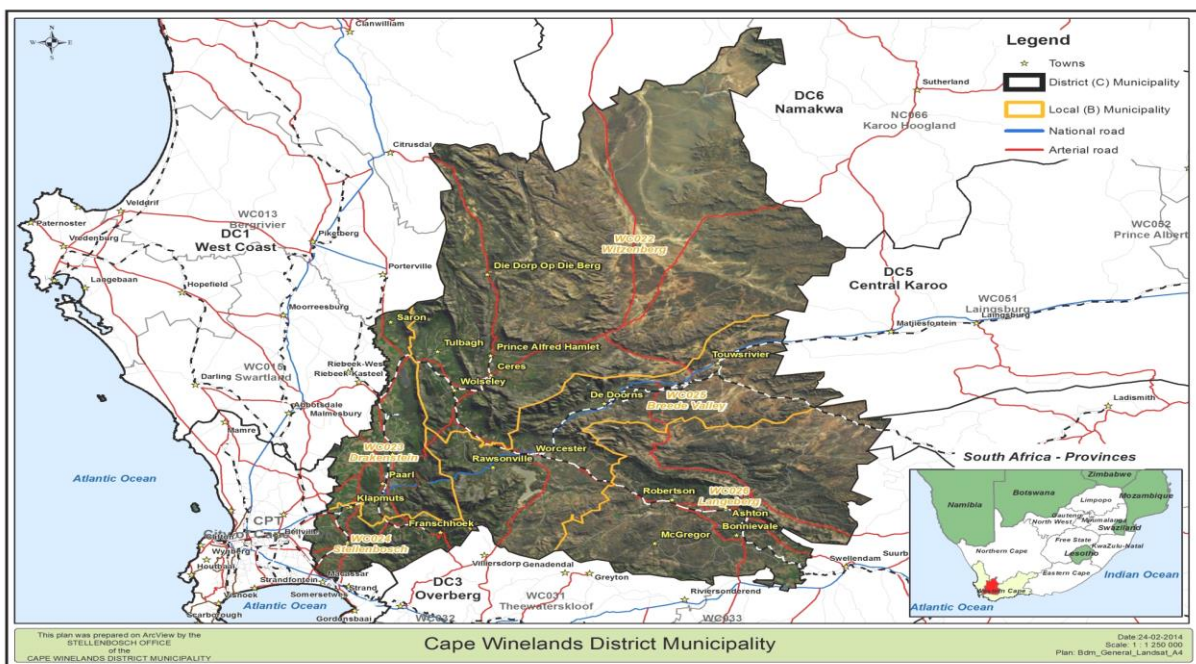 N
W
E
S
Clanwilliam
Legend
Towns
District (C) Municipality
Local (B) Municipality
National road
Arterial road
Sutherland
DC6
Namakwa
NC066
Karoo Hoogland
Citrusdal
Velddrif
Paternoster
Vredenburg
WC013
Bergrivier
DC1
West Coast
Piketberg
Langebaan
Hopefield
Porterville
Moorreesburg
WC022
Witzenberg
Die Dorp Op Die Berg
WC052
Prince Albert
DC5
Central Karoo
WC051
Laingsburg
Laingsburg
Matjiesfontein
Saron
Tulbagh
Prince Alfred Hamlet
Ceres
Wolseley
Touwsrivier
De Doorns
WC025
Breede Valley
Riebeek-West
Riebeek-Kasteel
Darling
WC015
Swartland
Abbotsdale
Malmesbury
Mamre
Ladismith
WC023
Drakenstein
Paarl
Worcester
Rawsonville
Klapmuts
Franschhoek
WC024
Stellenbosch
Robertson
WC026
Langeberg
Ashton
Bonnievale
McGregor
Atlantic Ocean
CPT
Bellville
Wynberg
Houtbaai
Strandfontein
Strand
Scarborough
Atlantic Ocean
Gordonsbaai
DC3
Overberg
Villiersdorp
Genadendal
Greyton
WC031
Theewaterskloof
WC032
WC033
Riviersonderend
Swellendam
Suurb
South Africa - Provinces
Zimbabwe
Botswana
Namibia
Limpopo
Mozambique
Gauteng
North West
Mpumalanga
Swaziland
Free State
KwaZulu-Natal
Lesotho
Northern Cape
Eastern Cape
Western Cape
Indian Ocean
Atlantic Ocean
This plan was prepared on ArcView by the
STELLENBOSCH OFFICE
of the
CAPE WINELANDS DISTRICT MUNICIPALITY
Cape Winelands District Municipality
Date:24-02-2014
Scale: 1 : 1 250 000
Plan: Bdm_General_Landsat_A4